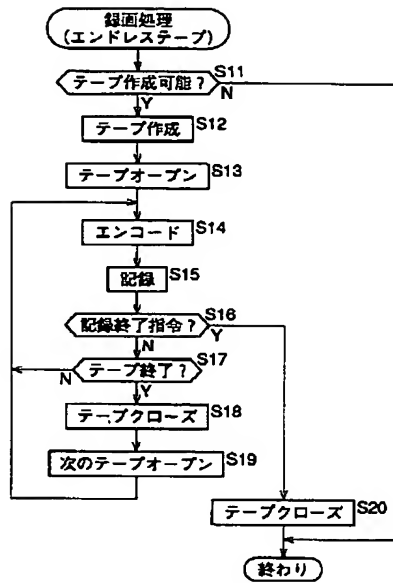 録画処理
(エンドレステープ)
テープ作成可能？
S11
N
Y
テープ作成
S12
テープオープン
S13
エンコード
S14
記録
S15
記録終了指令？
S16
Y
N
テープ終了？
S17
N
Y
テープクローズ
S18
次のテープオープン
S19
テープクローズ
S20
終わり